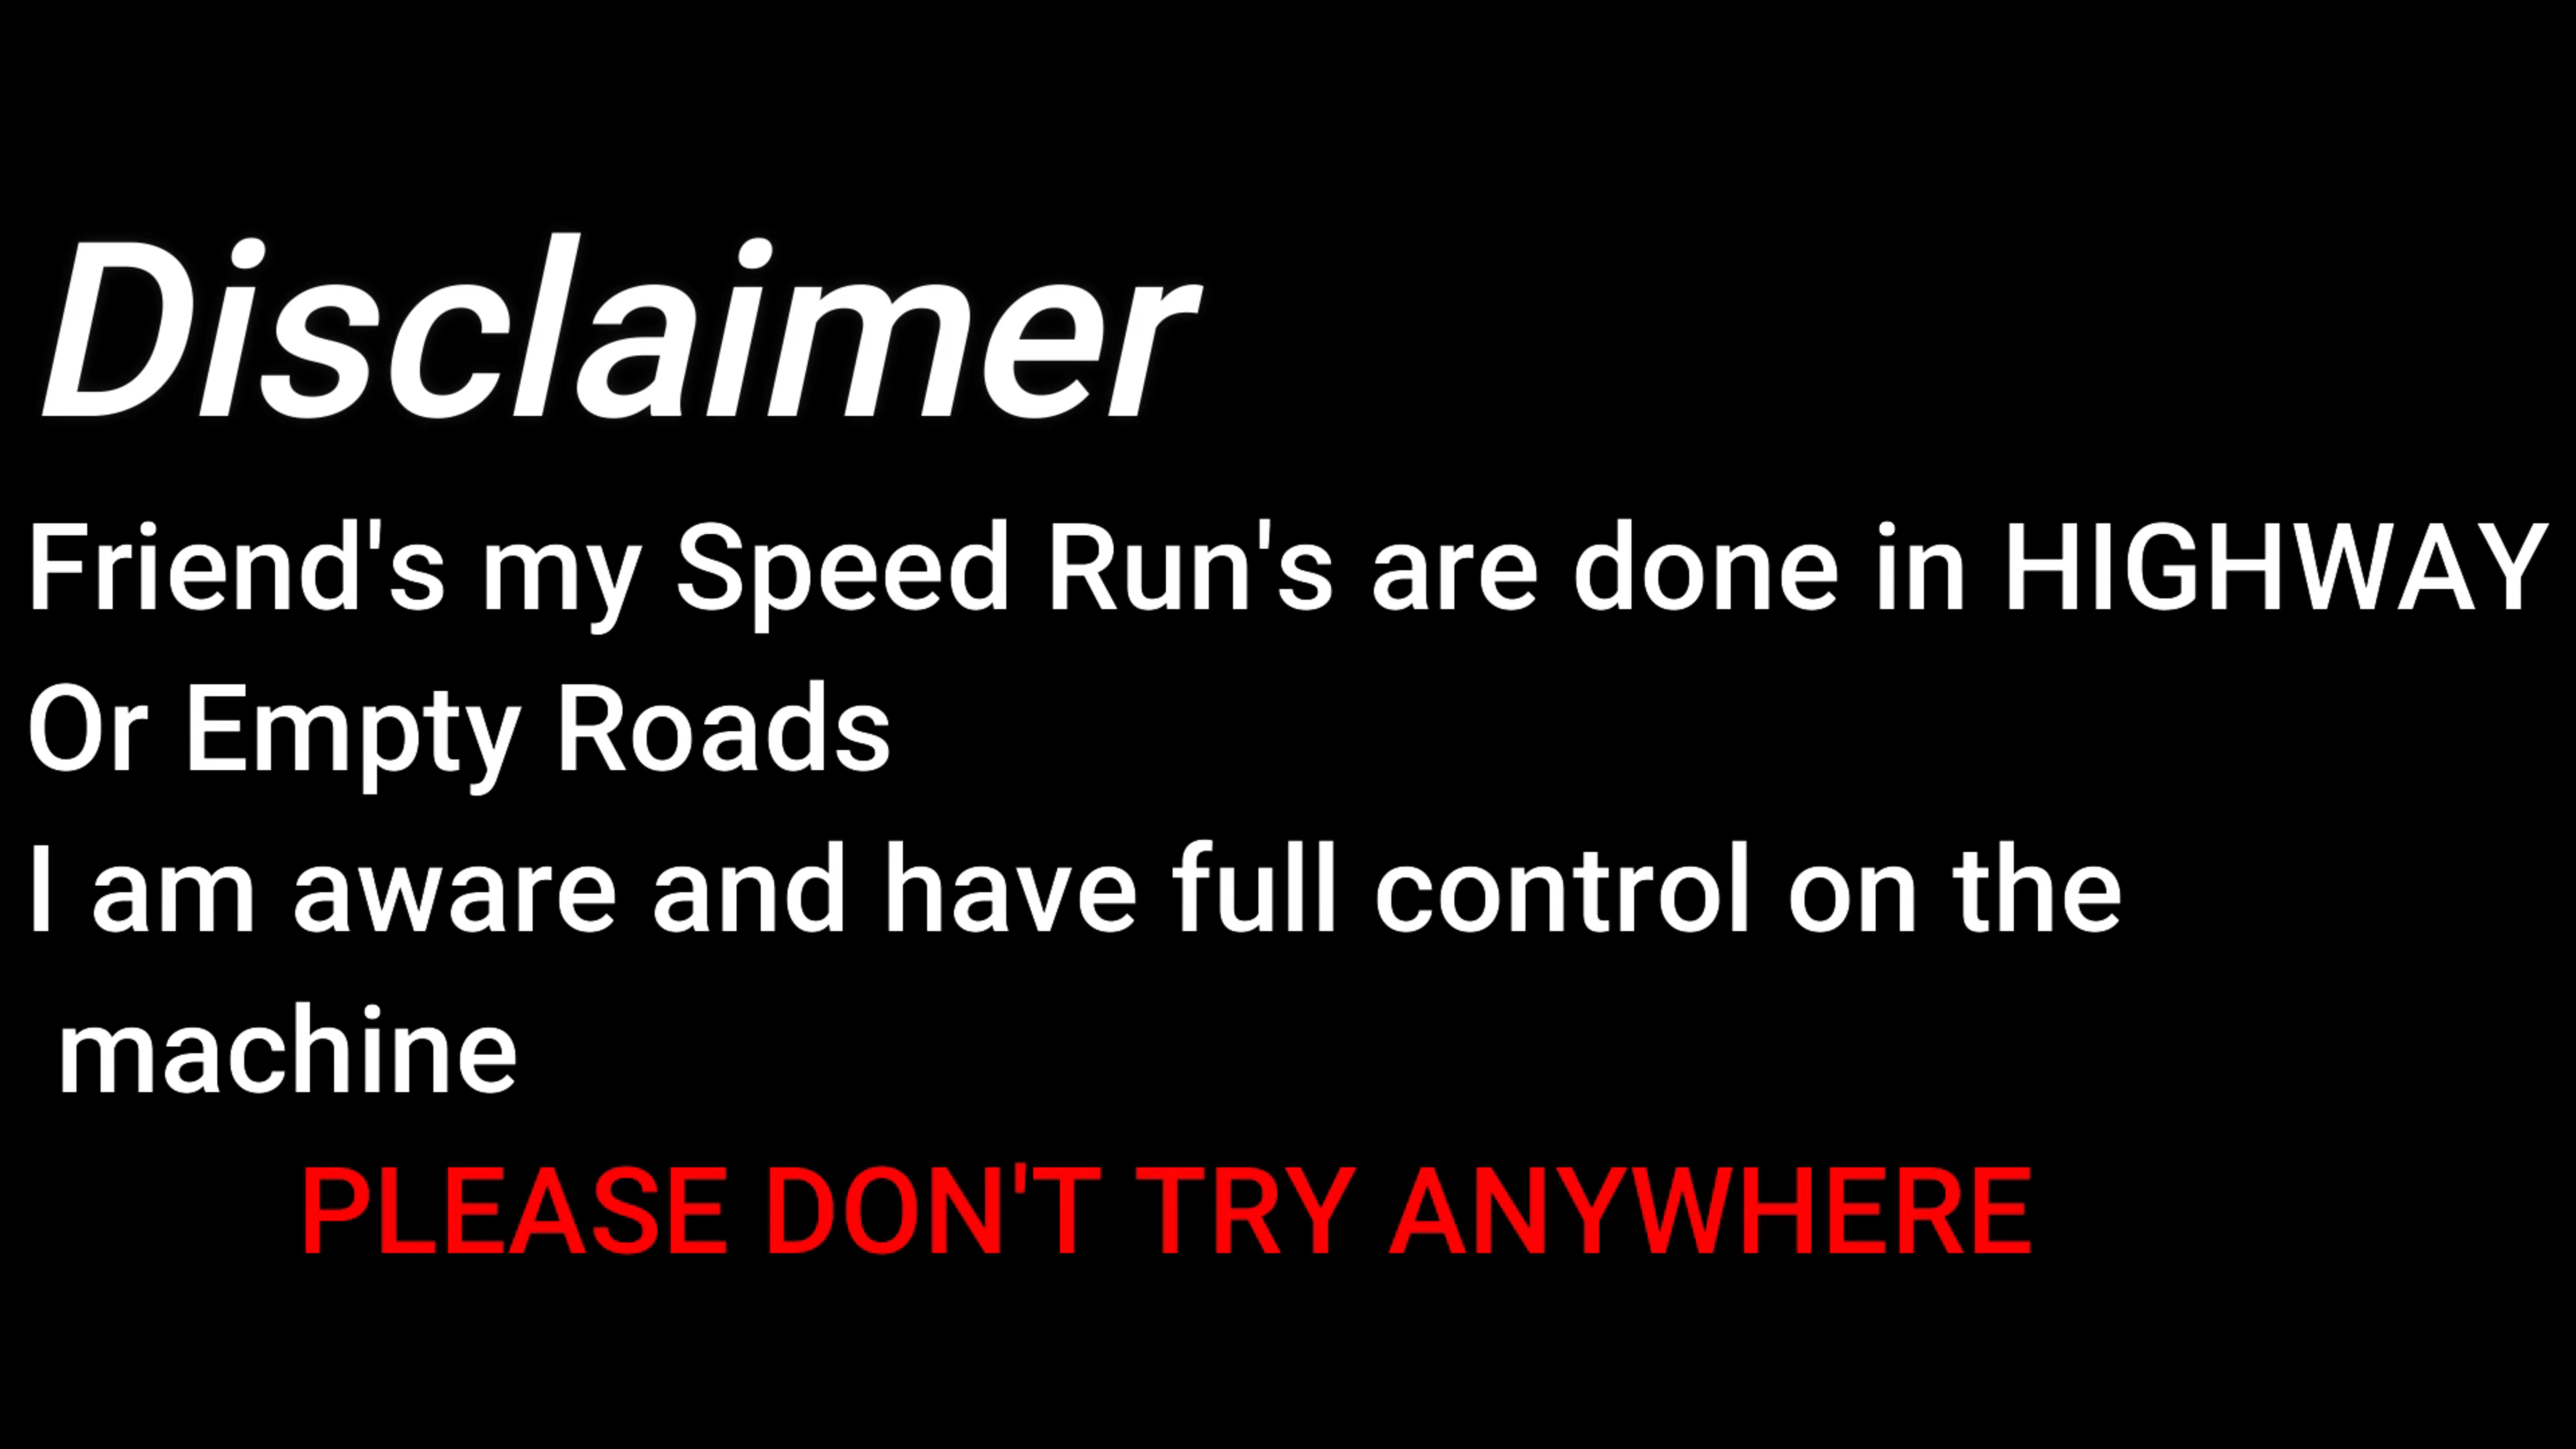 Disclaimer
Friend's my Speed Run's are done in HIGHWAY
Or Empty Roads
I am aware and have full control on the
machine
PLEASE DON'T TRY ANYWHERE